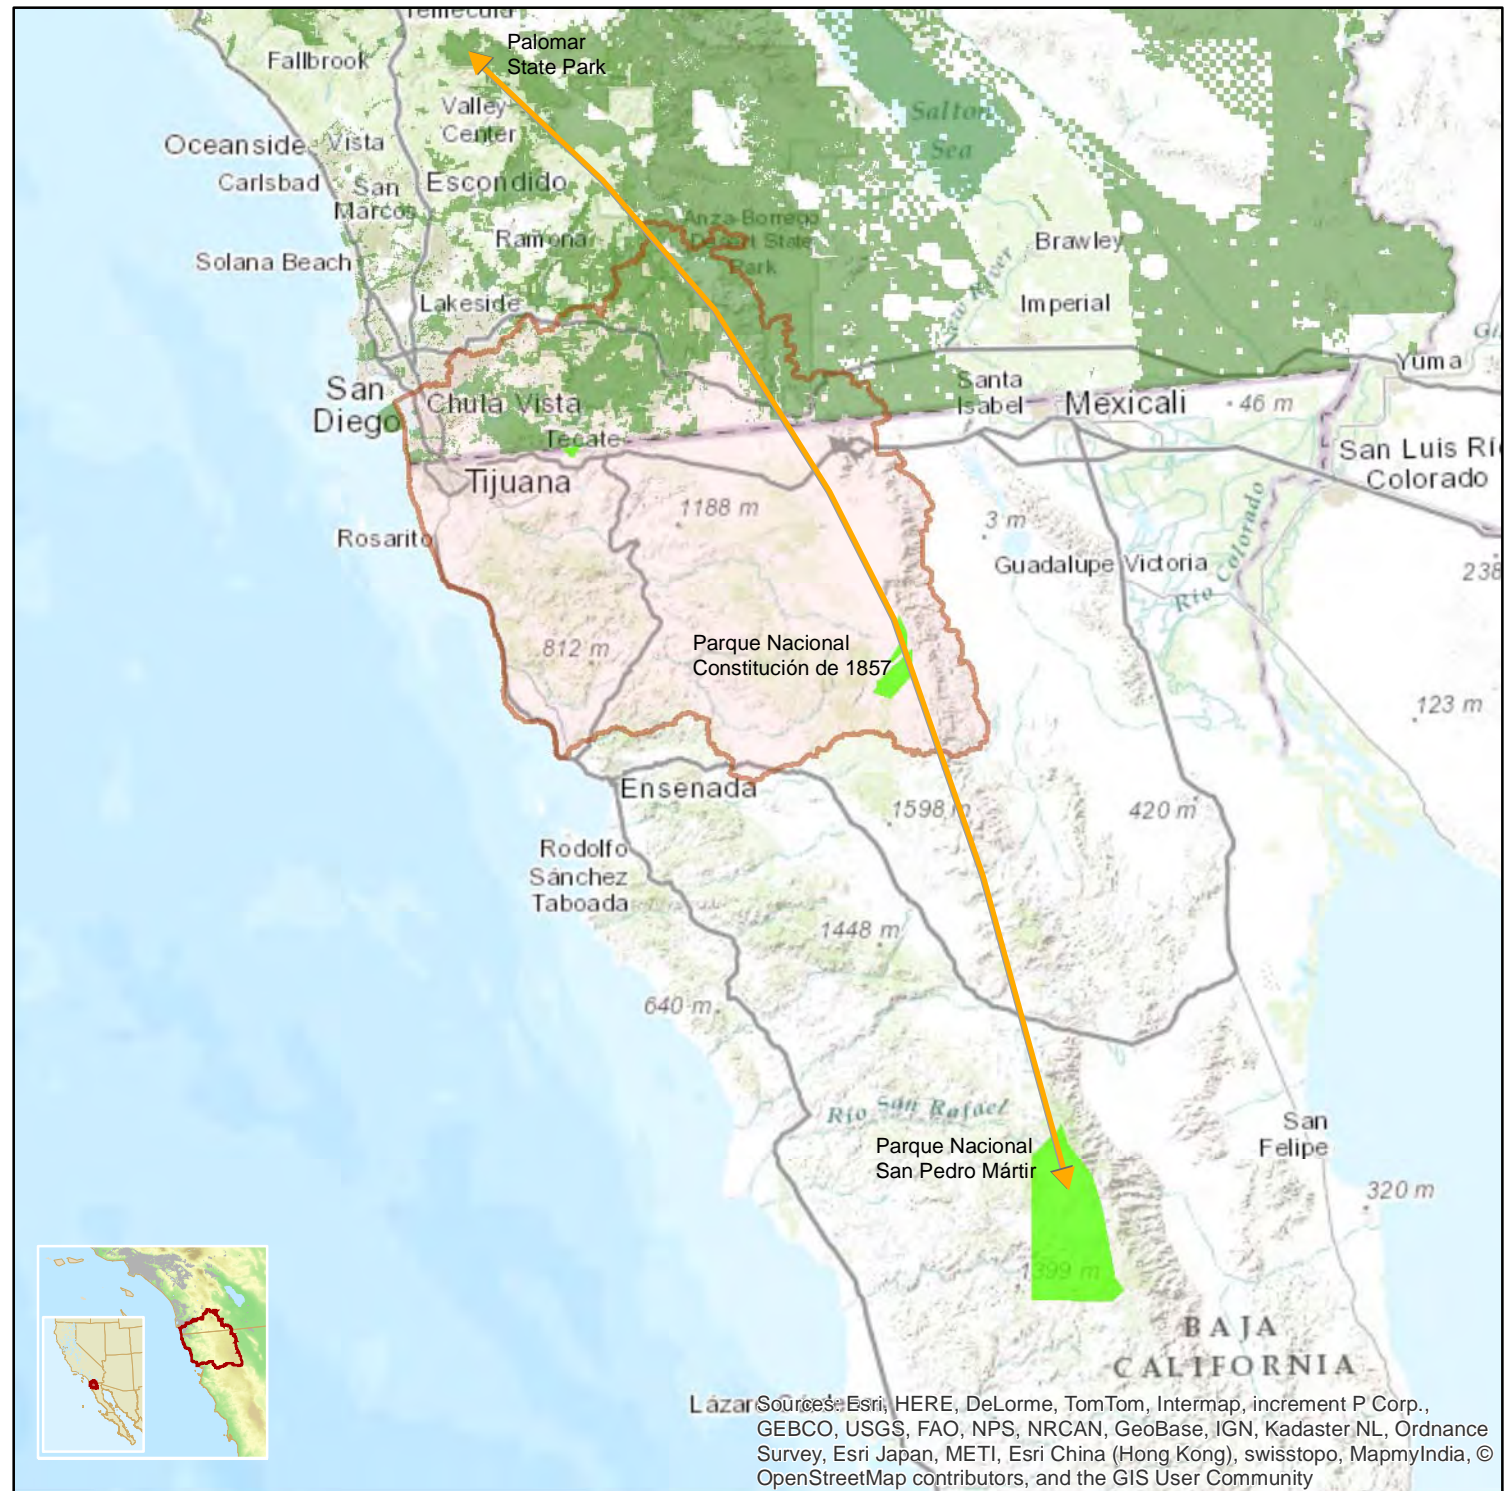 Temecula
Palomar
State Park
Fallbrook
Valley
Center
Salton
Sea
Oceanside
Vista
Carlsbad
San
Marcos
Escondido
Anza-Borrego
Desert State
Park
Ramona
Brawley
Solana Beach
New River
Lakeside
Imperial
Yuma
San
Diego
Santa
Isabel
Chula Vista
Mexicali
46 m
Tecate
San Luis Rí
Colorado
Tijuana
1188 m
3 m
Rosarito
Guadalupe Victoria
Río Colorado
238
812 m
Parque Nacional
Constitución de 1857
123 m
Ensenada
1598 m
420 m
Rodolfo
Sánchez
Taboada
1448 m
640 m
Río San Rafael
San
Felipe
Parque Nacional
San Pedro Mártir
320 m
1399 m
BAJA
CALIFORNIA
Sources: Esri, HERE, DeLorme, TomTom, Intermap, increment P Corp.,
GEBCO, USGS, FAO, NPS, NRCAN, GeoBase, IGN, Kadaster NL, Ordnance
Survey, Esri Japan, METI, Esri China (Hong Kong), swisstopo, MapmyIndia, ©
OpenStreetMap contributors, and the GIS User Community